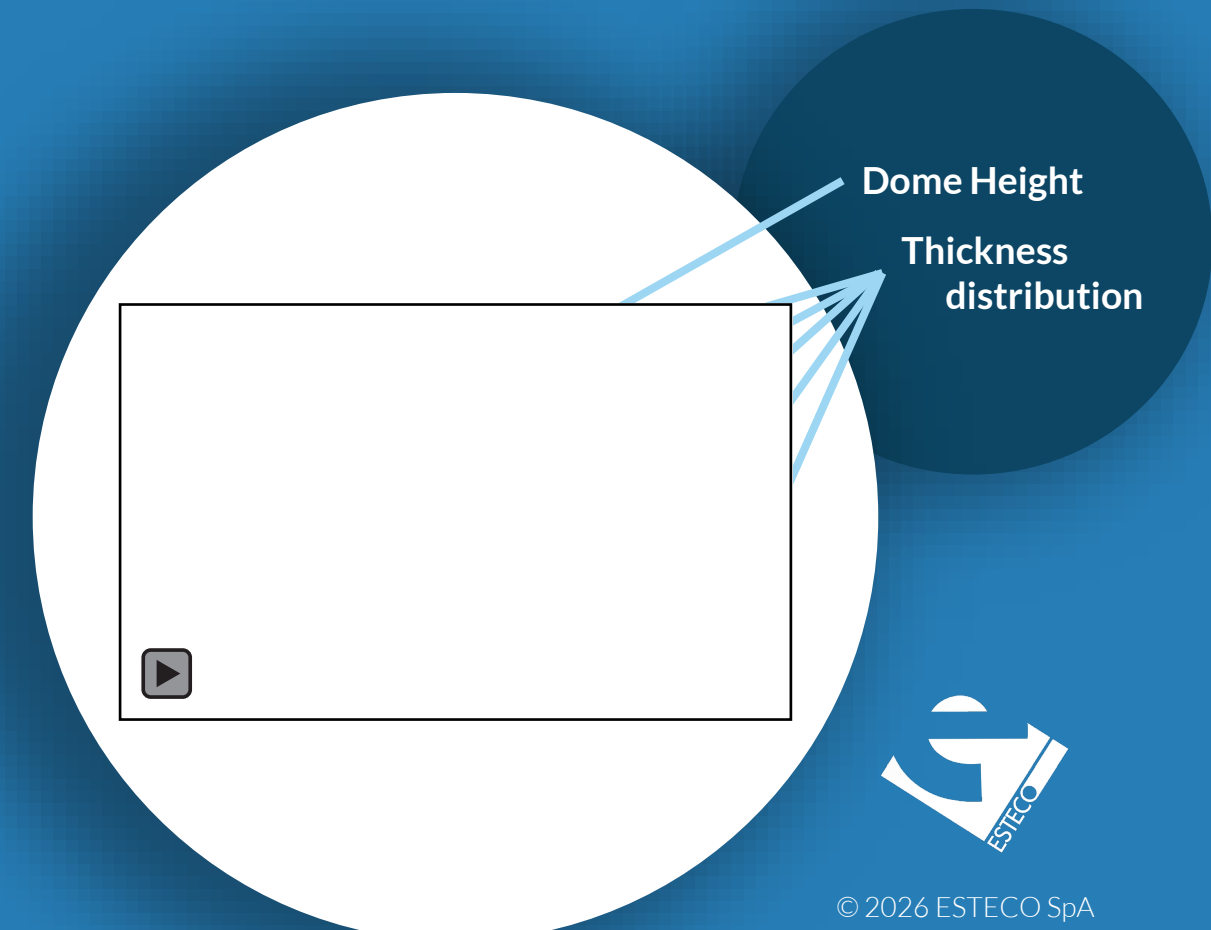 Dome Height
Thickness
distribution
ESTECO
© 2026 ESTECO SpA